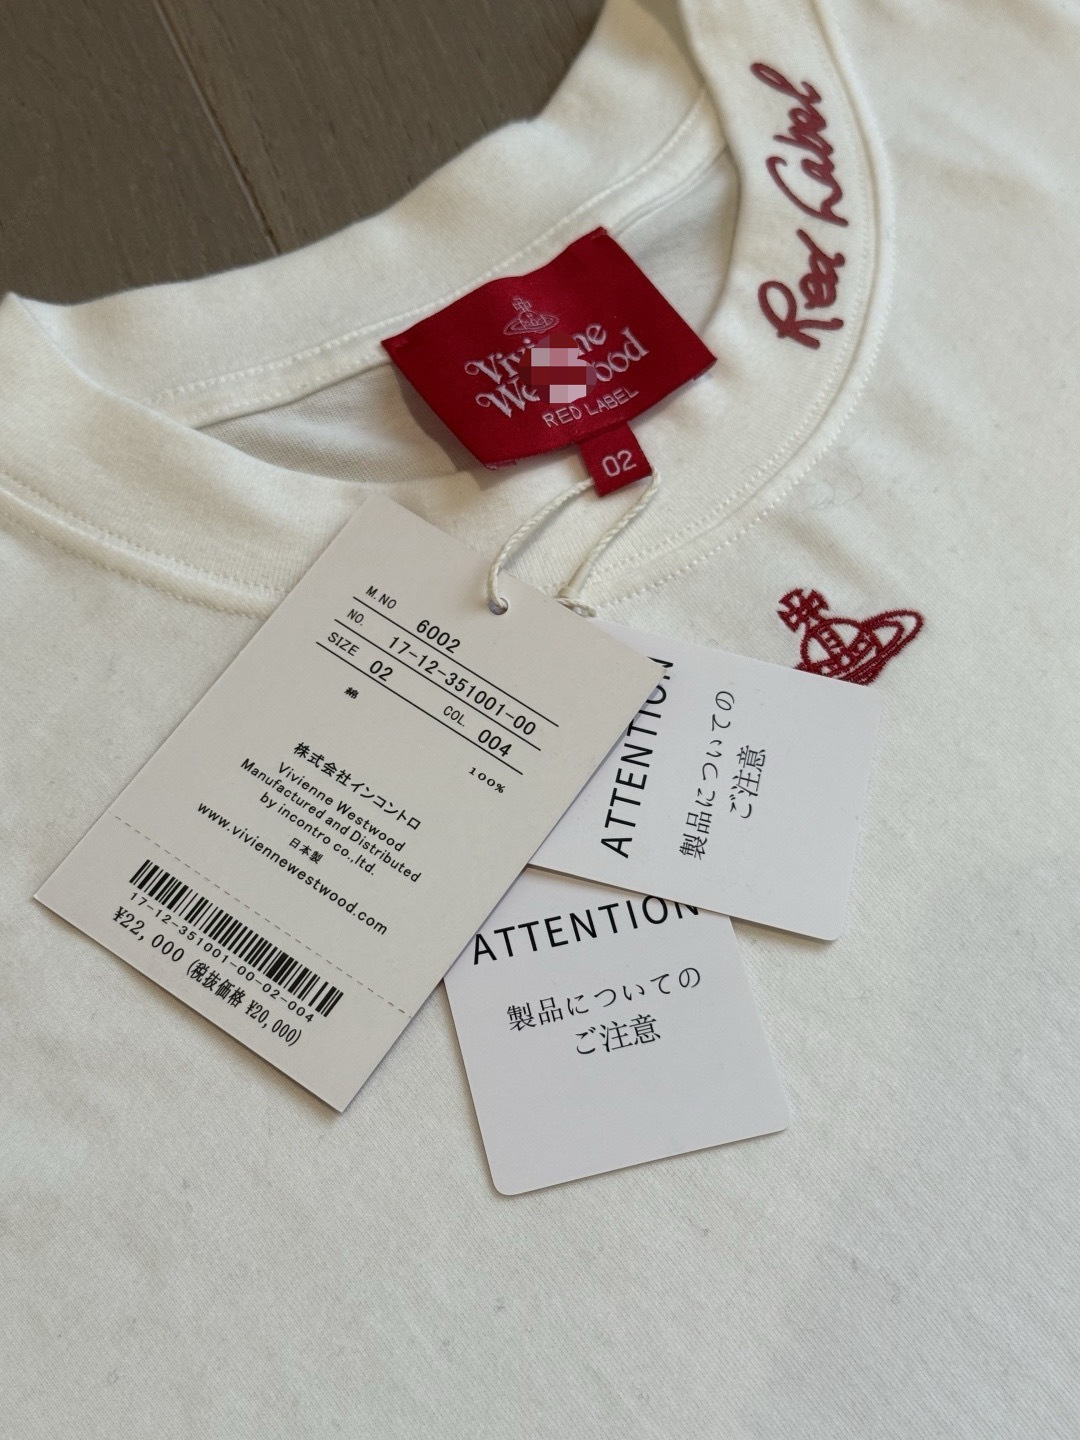 Red Label
RED LABEL
02
M.NO 6002
NO. 17-12-351001-00
SIZE 02 COL. 004
綿 100%
株式会社インコントロ
Vivienne Westwood
Manufactured and Distributed
by incontro co.,ltd.
日本製
www.viviennewestwood.com
17-12-351001-00-02-004
¥22,000 (税抜価格 ¥20,000)
ATTENTION
製品についての
ご注意
ATTENTION
製品についての
ご注意